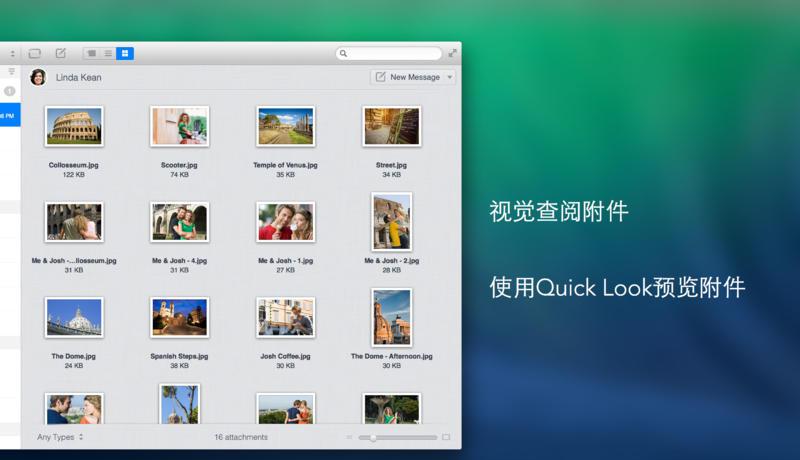 Linda Kean
New Message
1
Collosseum.jpg
122 KB
Scooter.jpg
74 KB
Temple of Venus.jpg
35 KB
Street.jpg
34 KB
Me & Josh -...llosseum.jpg
31 KB
Me & Josh - 4.jpg
31 KB
Me & Josh - 1.jpg
27 KB
Me & Josh - 2.jpg
28 KB
The Dome.jpg
24 KB
Spanish Steps.jpg
38 KB
Josh Coffee.jpg
30 KB
The Dome - Afternoon.jpg
30 KB
Any Types
16 attachments
视觉查阅附件
使用Quick Look预览附件